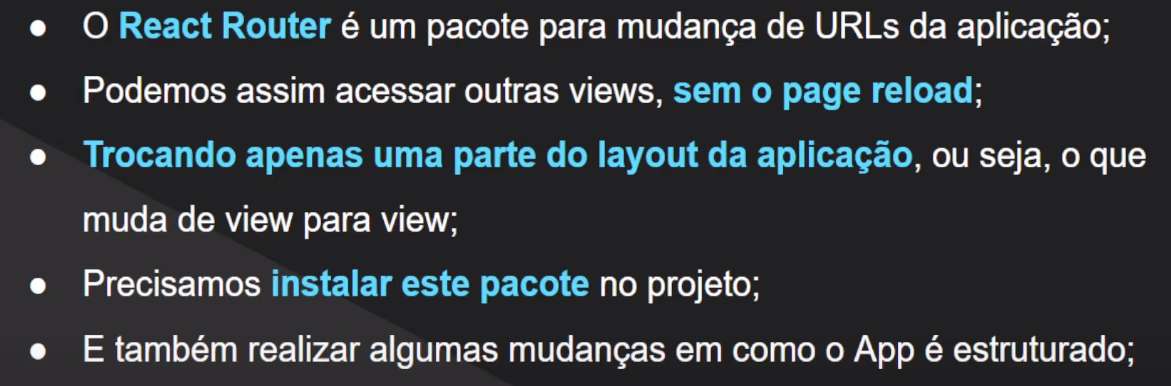 ● O React Router é um pacote para mudança de URLs da aplicação;
● Podemos assim acessar outras views, sem o page reload;
● Trocando apenas uma parte do layout da aplicação, ou seja, o que
muda de view para view;
● Precisamos instalar este pacote no projeto;
● E também realizar algumas mudanças em como o App é estruturado;